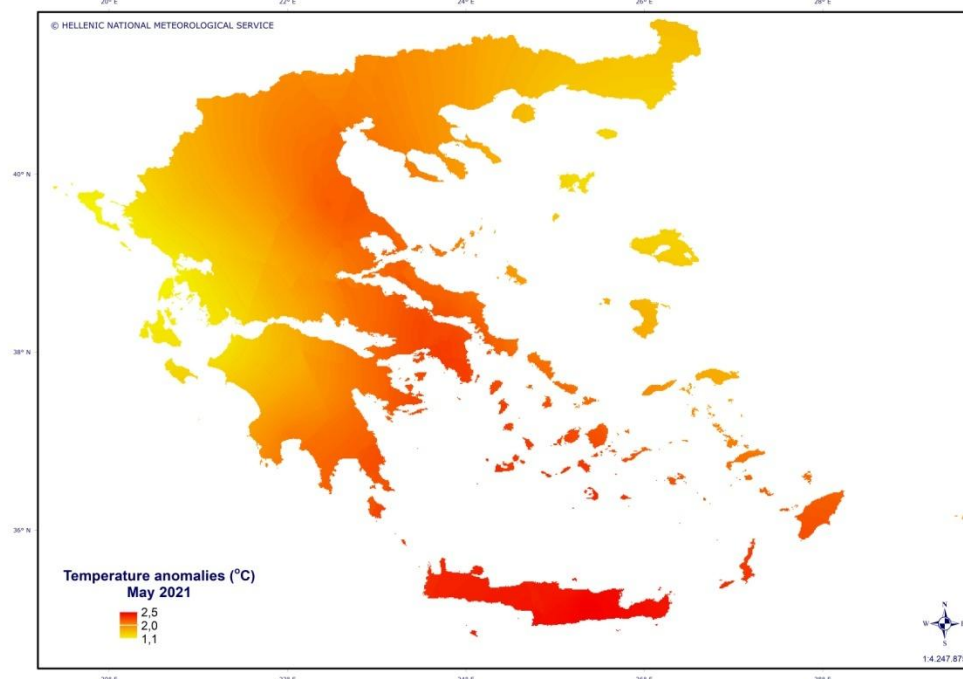 20° E 22° E 24° E 26° E 28° E
© HELLENIC NATIONAL METEOROLOGICAL SERVICE
40° N
38° N
36° N
Temperature anomalies (°C)
May 2021
2,5
2,0
1,1
N
W E
S